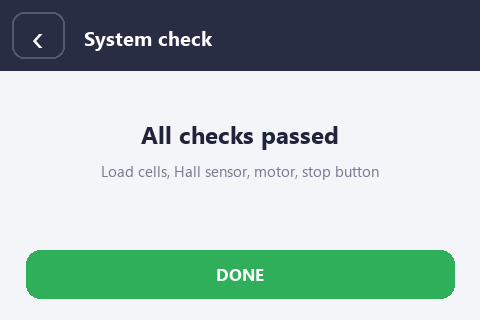 System check
All checks passed
Load cells, Hall sensor, motor, stop button
DONE